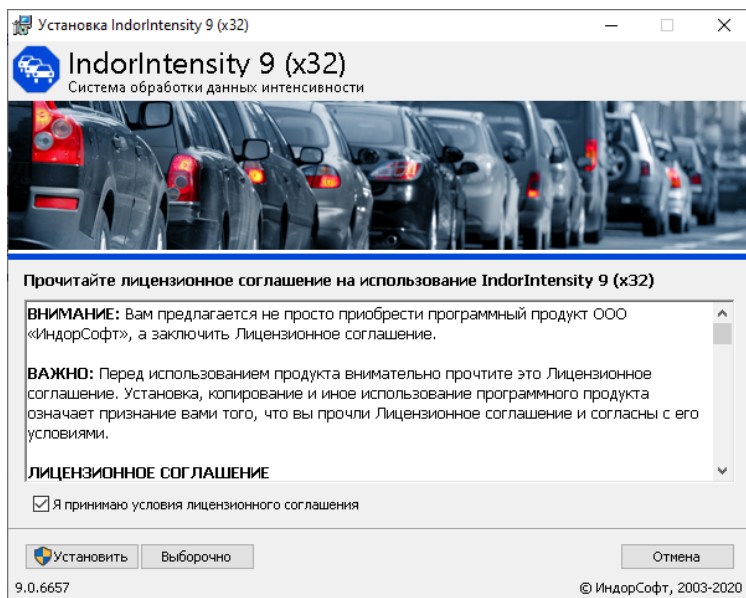 Установка IndorIntensity 9 (x32)
IndorIntensity 9 (x32)
Система обработки данных интенсивности
Прочитайте лицензионное соглашение на использование IndorIntensity 9 (x32)
ВНИМАНИЕ: Вам предлагается не просто приобрести программный продукт ООО
«ИндорСофт», а заключить Лицензионное соглашение.
ВАЖНО: Перед использованием продукта внимательно прочтите это Лицензионное
соглашение. Установка, копирование и иное использование программного продукта
означает признание вами того, что вы прочли Лицензионное соглашение и согласны с его
условиями.
ЛИЦЕНЗИОННОЕ СОГЛАШЕНИЕ
Я принимаю условия лицензионного соглашения
Установить Выборочно Отмена
9.0.6657 © ИндорСофт, 2003-2020